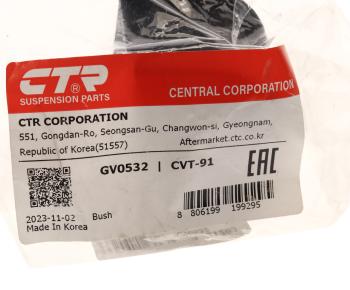 CTR®
SUSPENSION PARTS
CENTRAL CORPORATION
CTR CORPORATION
551, Gongdan-Ro, Seongsan-Gu, Changwon-si, Gyeongnam,
Republic of Korea(51557)
Aftermarket.ctc.co.kr
GV0532 | CVT-91
EAC
2023-11-02 Bush
Made In Korea
8 806199 199295